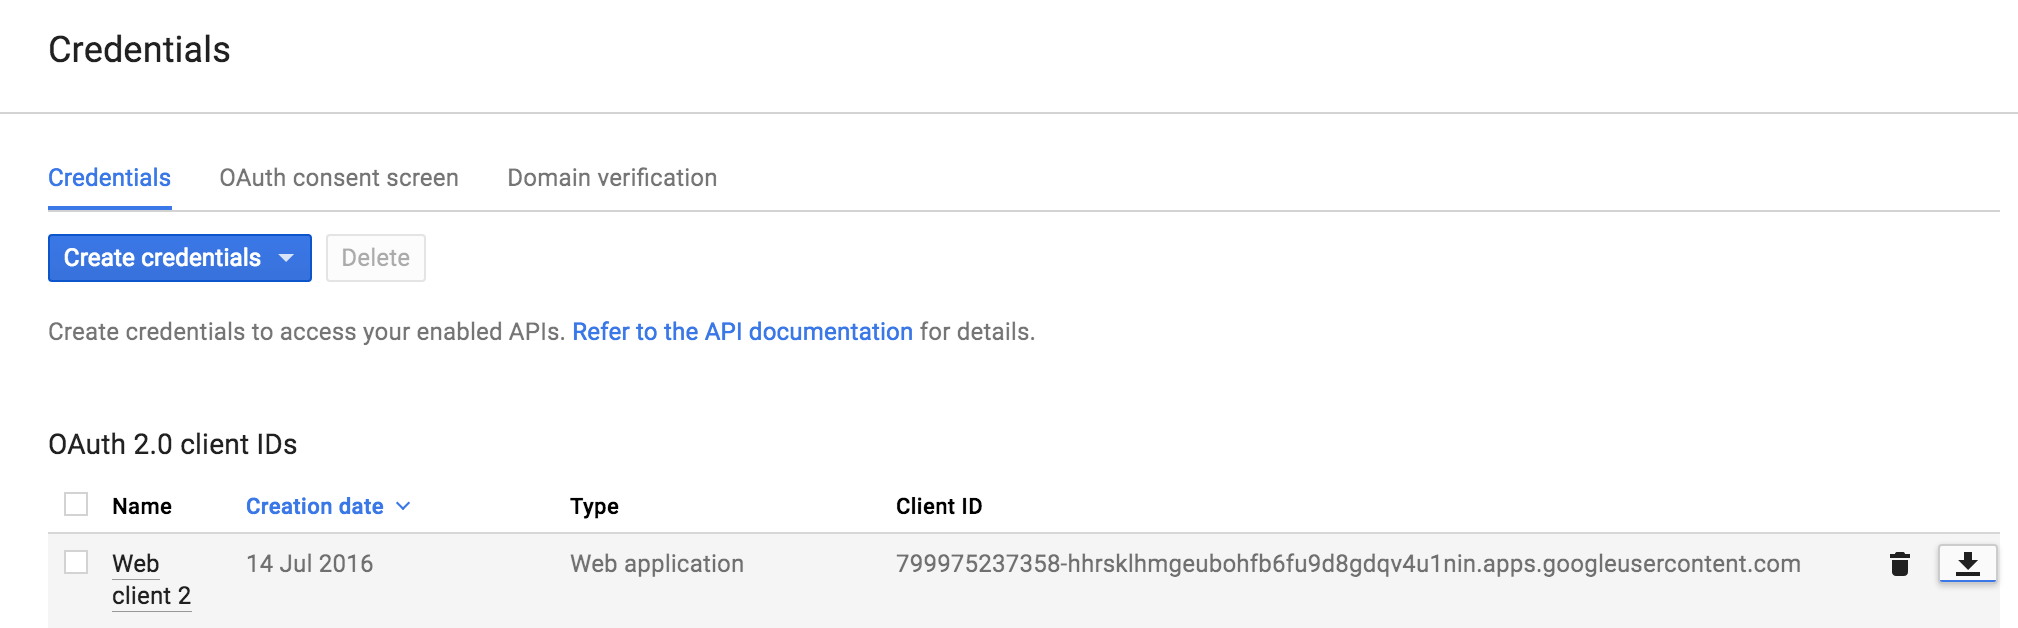 Credentials
Credentials OAuth consent screen Domain verification
Create credentials Delete
Create credentials to access your enabled APIs. Refer to the API documentation for details.
OAuth 2.0 client IDs
Name Creation date Type Client ID
Web client 2 14 Jul 2016 Web application 799975237358-hhrsklhmgeubohfb6fu9d8gdqv4u1nin.apps.googleusercontent.com